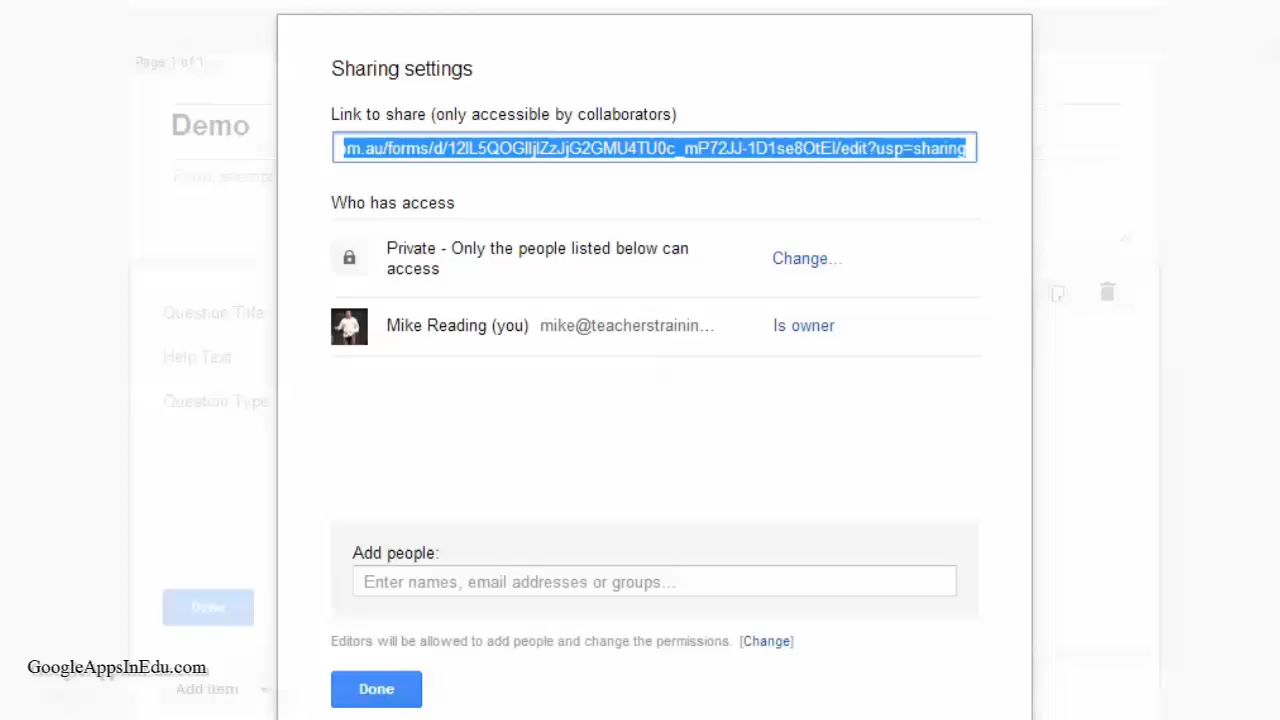 Page 1 of 1
Sharing settings
Link to share (only accessible by collaborators)
Demo
om.au/forms/d/12lL5QOGlljlZzJjG2GMU4TU0c_mP72JJ-1D1se8OtEI/edit?usp=sharing
Who has access
Private - Only the people listed below can
access
Change...
Question Title
Mike Reading (you) mike@teacherstrainin... Is owner
Help Text
Question Type
Add people:
Enter names, email addresses or groups...
Done
Editors will be allowed to add people and change the permissions. [Change]
GoogleAppsInEdu.com
Add item
Done